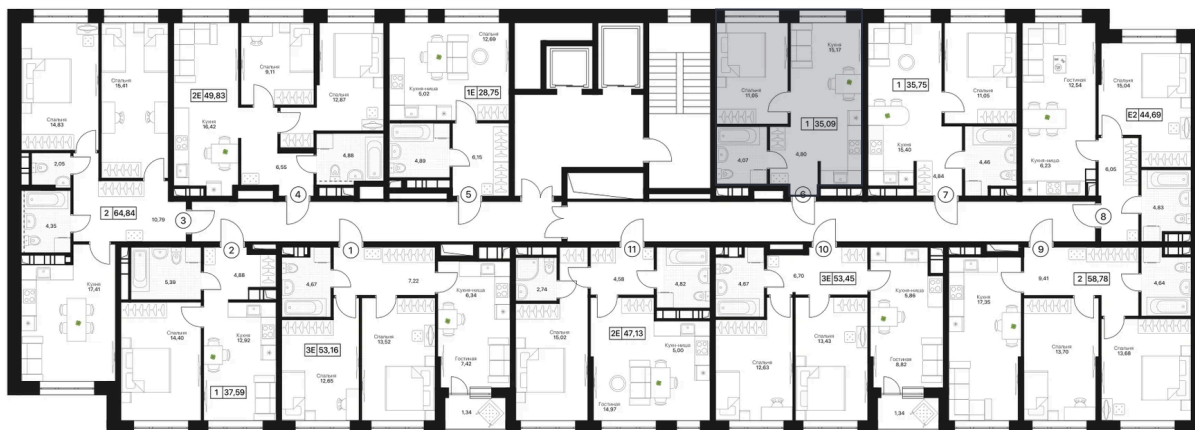 Спальня
14,83
Спальня
15,41
2Е 49,83
Кухня
16,42
Спальня
9,11
Спальня
12,87
Кухня-ниша
5,02
Спальня
12,69
1Е 28,75
Спальня
11,05
Кухня
15,17
1 35,09
1 35,75
Кухня
15,40
Спальня
11,05
Гостиная
12,54
Кухня-ниша
6,23
Спальня
15,04
Е2 44,69
2,05
6,55
4,88
4,89
6,15
4,07
4,80
4,84
4,46
6,05
4,83
2 64,84
4,35
10,79
3
4
5
6
7
8
2
1
11
10
9
Кухня
17,41
5,39
4,68
Спальня
14,40
Кухня
12,92
1 37,59
4,67
7,22
3Е 53,16
Спальня
12,65
Спальня
13,52
Кухня-ниша
6,34
Гостиная
7,42
1,34
2,74
4,58
4,82
Спальня
15,02
2Е 47,13
Кухн-ниша
5,00
Гостиная
14,97
4,67
6,70
3Е 53,45
Спальня
12,63
Спальня
13,43
Кухня-ниша
5,86
Гостиная
8,82
1,34
Кухня
17,35
9,41
2 58,78
4,64
Спальня
13,70
Спальня
13,68